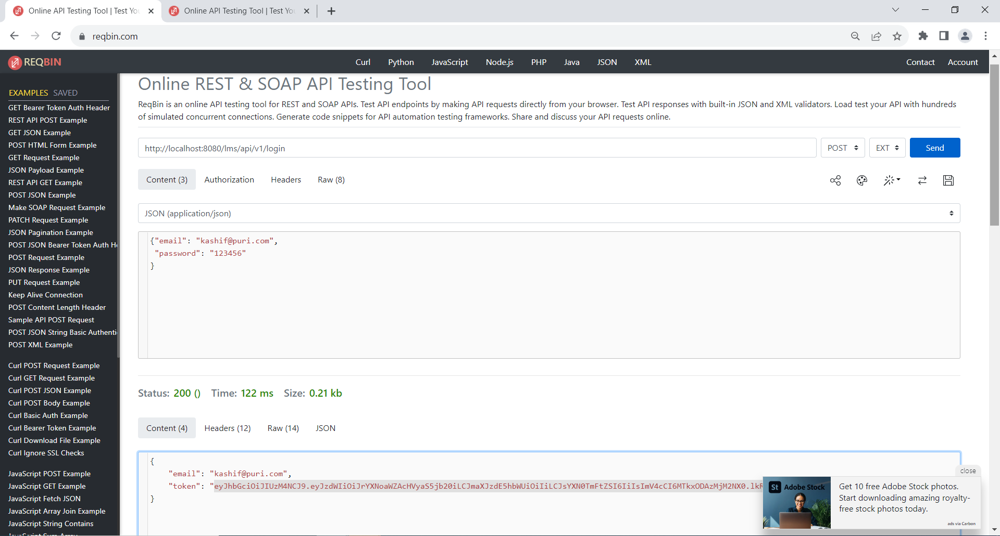 Online API Testing Tool | Test You
Online API Testing Tool | Test Yo
reqbin.com
REQBIN
Curl
Python
JavaScript
Node.js
PHP
Java
JSON
XML
Contact
Account
EXAMPLES SAVED
GET Bearer Token Auth Header
REST API POST Example
GET JSON Example
POST HTML Form Example
GET Request Example
JSON Payload Example
REST API GET Example
POST JSON Example
Make SOAP Request Example
PATCH Request Example
JSON Pagination Example
POST JSON Bearer Token Auth He
POST Request Example
JSON Response Example
PUT Request Example
Keep Alive Connection
POST Content Length Header
Sample API POST Request
POST JSON String Basic Authenti
POST XML Example
Curl POST Request Example
Curl GET Request Example
Curl POST JSON Example
Curl POST Body Example
Curl Basic Auth Example
Curl Bearer Token Example
Curl Download File Example
Curl Ignore SSL Checks
JavaScript POST Example
JavaScript GET Example
JavaScript Fetch JSON
JavaScript Array Join Example
JavaScript String Contains
Online REST & SOAP API Testing Tool
ReqBin is an online API testing tool for REST and SOAP APIs. Test API endpoints by making API requests directly from your browser. Test API responses with built-in JSON and XML validators. Load test your API with hundreds
of simulated concurrent connections. Generate code snippets for API automation testing frameworks. Share and discuss your API requests online.
http://localhost:8080/lms/api/v1/login
POST
EXT
Send
Content (3)
Authorization
Headers
Raw (8)
JSON (application/json)
{"email": "kashif@puri.com",
"password": "123456"
}
Status: 200 () Time: 122 ms Size: 0.21 kb
Content (4)
Headers (12)
Raw (14)
JSON
{
"email": "kashif@puri.com",
"token": "eyJhbGciOiJIUzM4NCJ9.eyJzdWIiOiJrYXNoaWZAcHVyaS5jb20iLCJmaXJzdE5hbWUiOiIiLCJsYXN0TmFtZSI6IiIsImV4cCI6MTkxODAzMjM2NX0.lkR
}
close
St Adobe Stock
Get 10 free Adobe Stock photos.
Start downloading amazing royalty-
free stock photos today.
ads via Carbon